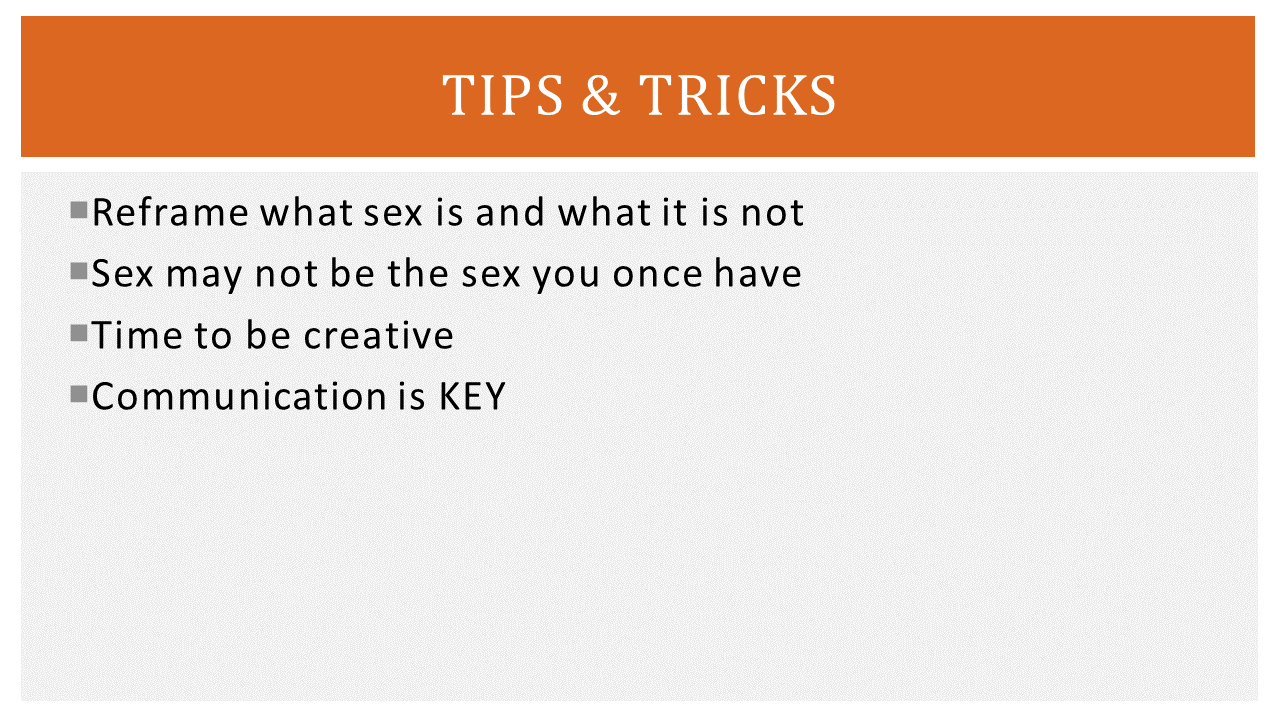 TIPS & TRICKS
Reframe what sex is and what it is not
Sex may not be the sex you once have
Time to be creative
Communication is KEY